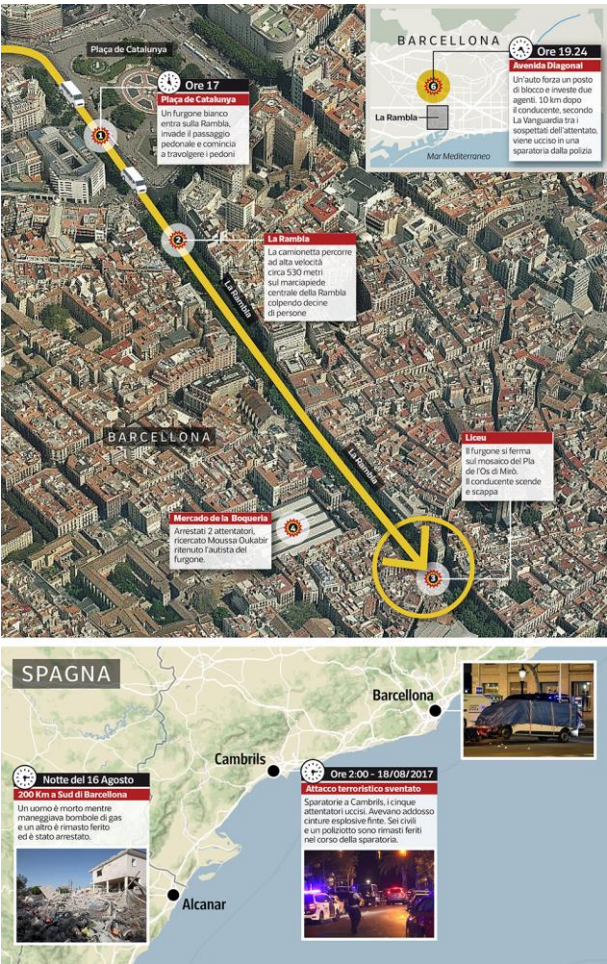 Plaça de Catalunya
Ore 17
Plaça de Catalunya
Un furgone bianco
entra sulla Rambla,
invade il passaggio
pedonale e comincia
a travolgere i pedoni
1
BARCELLONA
Ore 19.24
Avenida Diagonal
Un'auto forza un posto
di blocco e investe due
agenti. 10 km dopo
il conducente, secondo
La Vanguardia tra i
sospettati dell'attentato,
viene ucciso in una
sparatoria dalla polizia
6
La Rambla
Mar Mediterraneo
2
La Rambla
La camionetta percorre
ad alta velocità
circa 530 metri
sul marciapiede
centrale della Rambla
colpendo decine
di persone
La Rambla
BARCELLONA
La Rambla
Liceu
Il furgone si ferma
sul mosaico del Pla
de l'Os di Mirò.
Il conducente scende
e scappa
Mercado de la Boqueria
Arrestati 2 attentatori,
ricercato Moussa Oukabir
ritenuto l'autista del
furgone.
4
3
SPAGNA
Barcellona
Cambrils
Notte del 16 Agosto
200 Km a Sud di Barcellona
Un uomo è morto mentre
maneggiava bombole di gas
e un altro è rimasto ferito
ed è stato arrestato.
Ore 2:00 - 18/08/2017
Attacco terroristico sventato
Sparatorie a Cambrils, i cinque
attentatori uccisi. Avevano addosso
cinture esplosive finte. Sei civili
e un poliziotto sono rimasti feriti
nel corso della sparatoria.
Alcanar